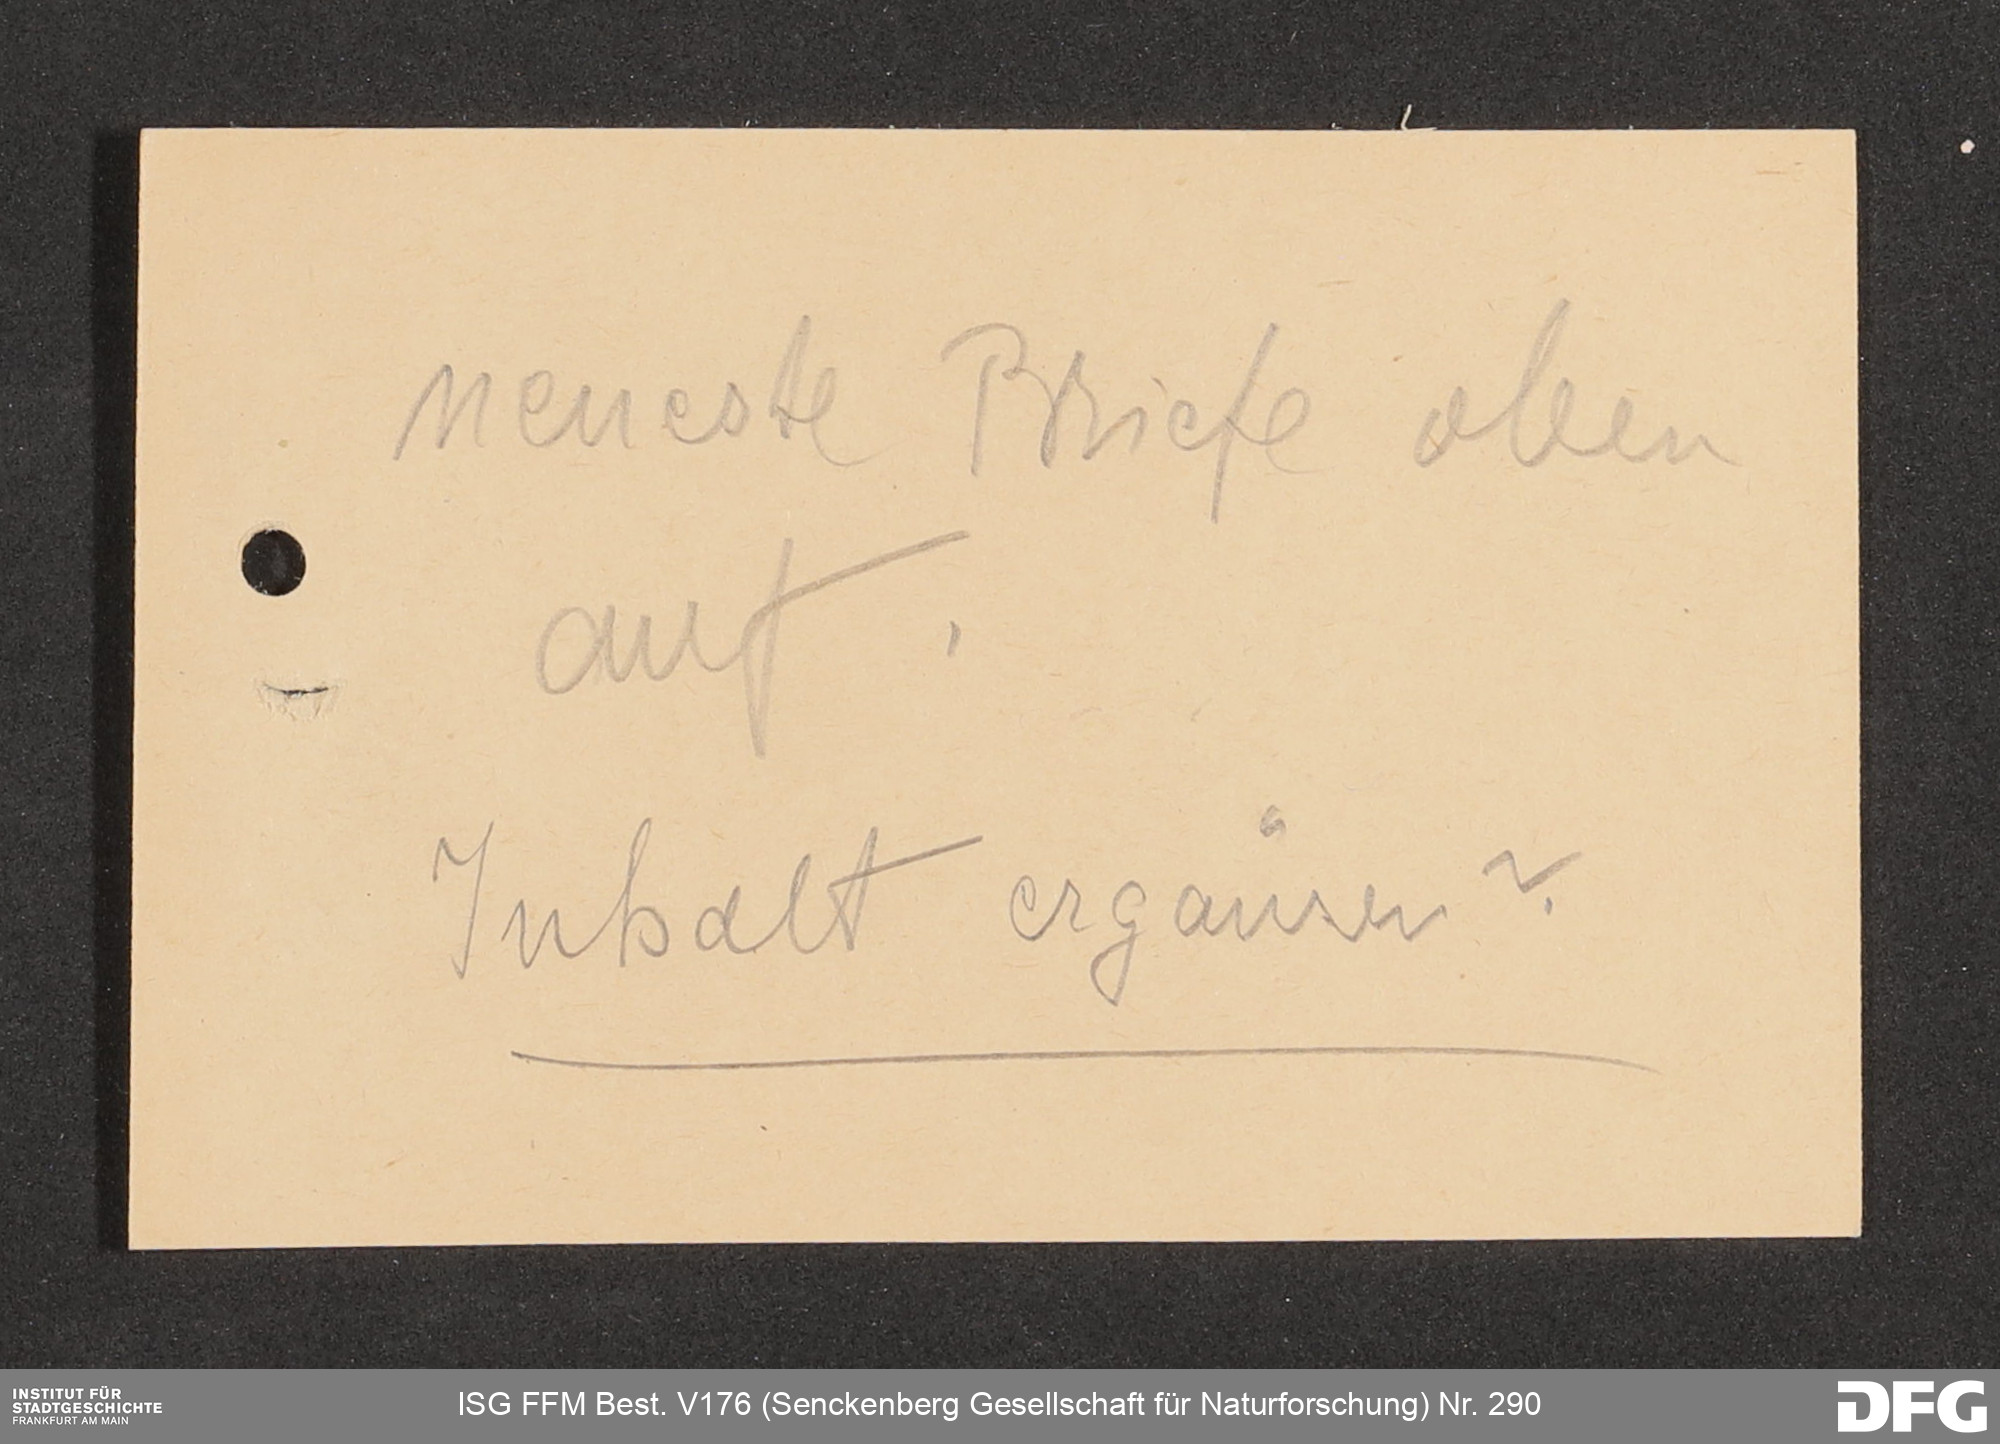 neueste Briefe oben
auf.
Inhalt ergänzen?
INSTITUT FÜR
STADTGESCHICHTE
FRANKFURT AM MAIN
ISG FFM Best. V176 (Senckenberg Gesellschaft für Naturforschung) Nr. 290
DFG